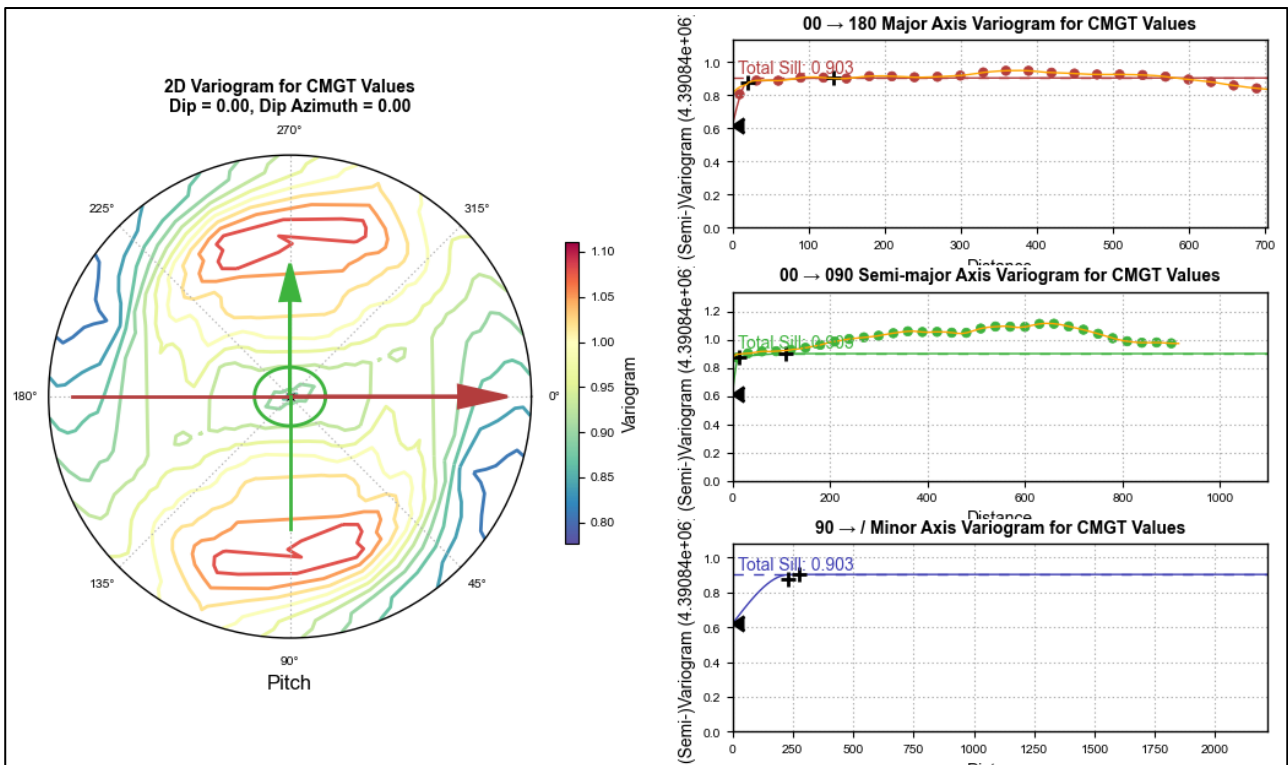 2D Variogram for CMGT Values
Dip = 0.00, Dip Azimuth = 0.00
270°
225°
315°
180°
0°
135°
45°
90°
Pitch
1.10
1.05
1.00
0.95
0.90
0.85
0.80
Variogram
00 → 180 Major Axis Variogram for CMGT Values
(Semi-)Variogram (4.39084e+06)
Total Sill: 0.903
1.0
0.8
0.6
0.4
0.2
0.0
0 100 200 300 400 500 600 700
Distance
00 → 090 Semi-major Axis Variogram for CMGT Values
(Semi-)Variogram (4.39084e+06)
Total Sill: 0.903
1.2
1.0
0.8
0.6
0.4
0.2
0.0
0 200 400 600 800 1000
Distance
90 → / Minor Axis Variogram for CMGT Values
(Semi-)Variogram (4.39084e+06)
Total Sill: 0.903
1.0
0.8
0.6
0.4
0.2
0.0
0 250 500 750 1000 1250 1500 1750 2000